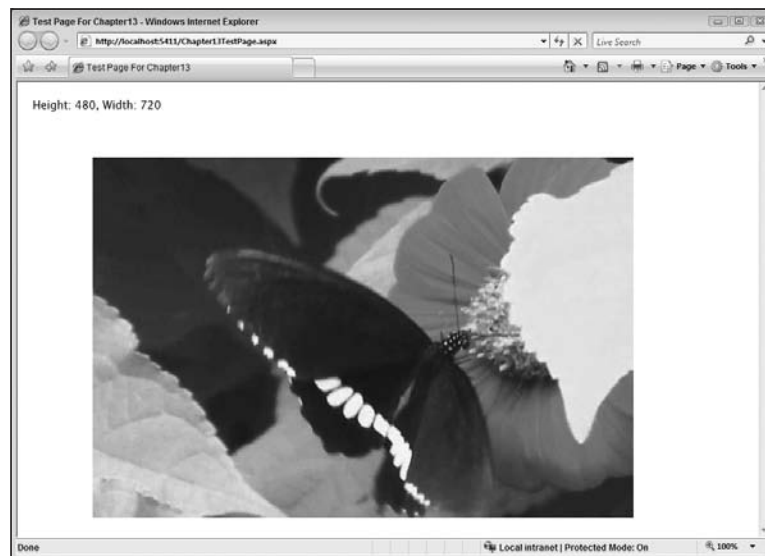 Test Page For Chapter13 - Windows Internet Explorer
http://localhost:5411/Chapter13TestPage.aspx
Live Search
Test Page For Chapter13
Page
Tools
Height: 480, Width: 720
Done
Local intranet | Protected Mode: On
100%